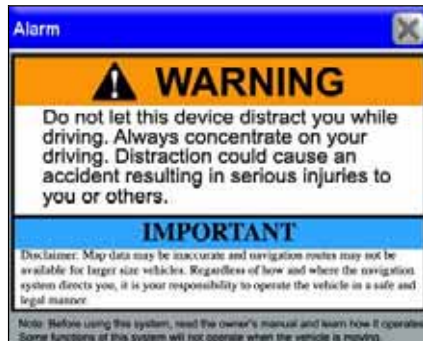 Alarm
WARNING
Do not let this device distract you while
driving. Always concentrate on your
driving. Distraction could cause an
accident resulting in serious injuries to
you or others.
IMPORTANT
Disclaimer: Map data may be inaccurate and navigation routes may not be
available for larger size vehicles. Regardless of how and where the navigation
system directs you, it is your responsibility to operate the vehicle in a safe and
legal manner.
Note: Before using this system, read the owner's manual and learn how it operates.
Some functions of this system will not operate when the vehicle is moving.